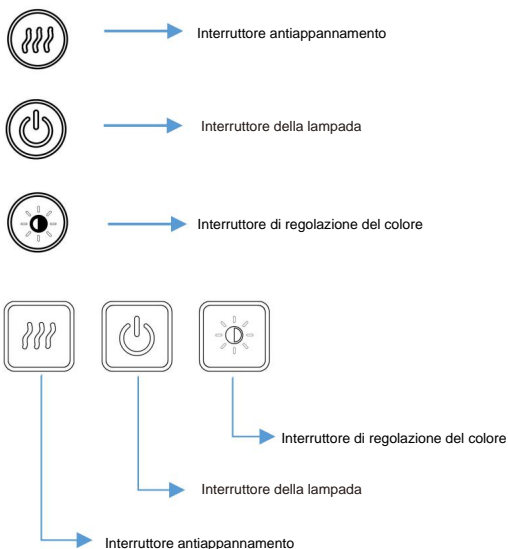 Interruttore antiappannamento
Interruttore della lampada
Interruttore di regolazione del colore
Interruttore di regolazione del colore
Interruttore della lampada
Interruttore antiappannamento